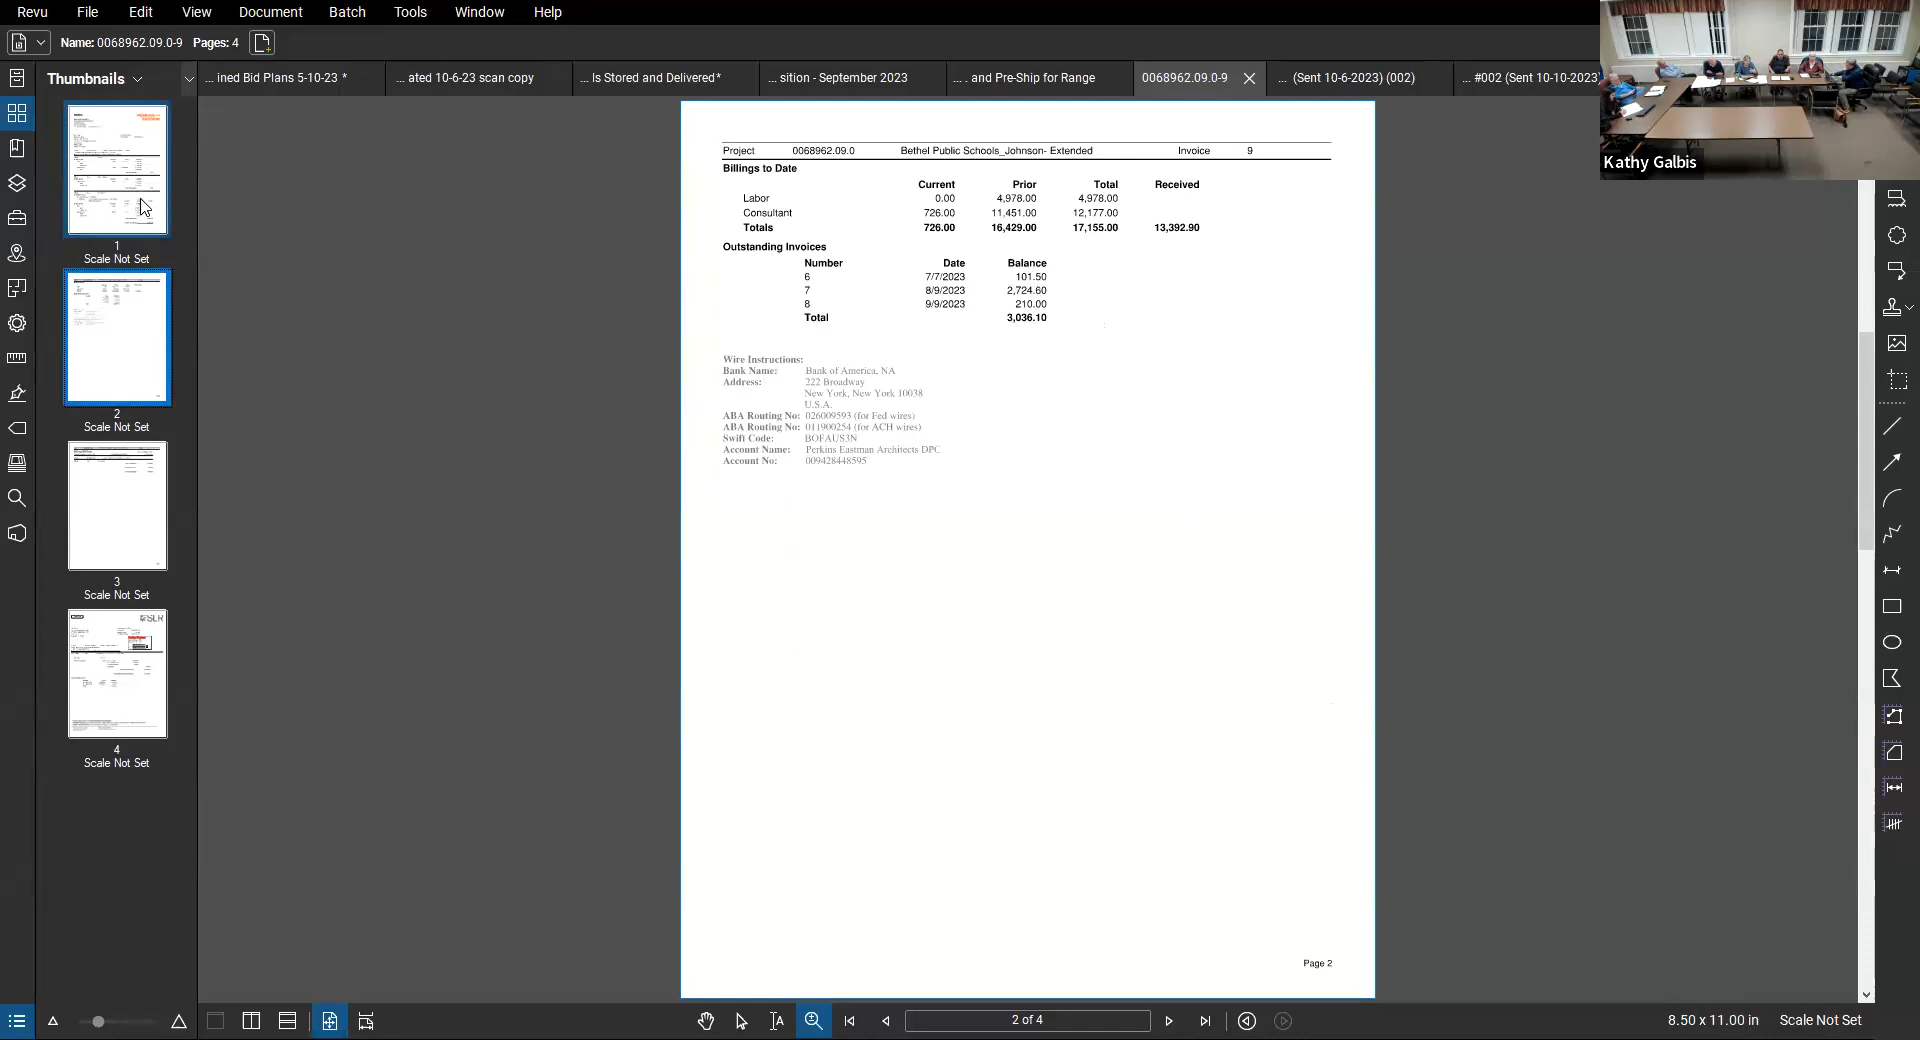 Revu File Edit View Document Batch Tools Window Help
Name: 0068962.09.0-9 Pages: 4
Thumbnails
... ined Bid Plans 5-10-23 * ... ated 10-6-23 scan copy ... ls Stored and Delivered* ... sition - September 2023 ... . and Pre-Ship for Range 0068962.09.0-9 ... (Sent 10-6-2023) (002) ... #002 (Sent 10-10-2023)
Kathy Galbis
1
Scale Not Set
2
Scale Not Set
3
Scale Not Set
SLR
4
Scale Not Set
Project 0068962.09.0 Bethel Public Schools_Johnson- Extended Invoice 9
Billings to Date
Current Prior Total Received
Labor 0.00 4,978.00 4,978.00
Consultant 726.00 11,451.00 12,177.00
Totals 726.00 16,429.00 17,155.00 13,392.90
Outstanding Invoices
Number Date Balance
6 7/7/2023 101.50
7 8/9/2023 2,724.60
8 9/9/2023 210.00
Total 3,036.10
Wire Instructions:
Bank Name: Bank of America, NA
Address: 222 Broadway
New York, New York 10038
U.S.A.
ABA Routing No: 026009593 (for Fed wires)
ABA Routing No: 011900254 (for ACH wires)
Swift Code: BOFAUS3N
Account Name: Perkins Eastman Architects DPC
Account No: 009428448595
Page 2
2 of 4
8.50 x 11.00 in Scale Not Set